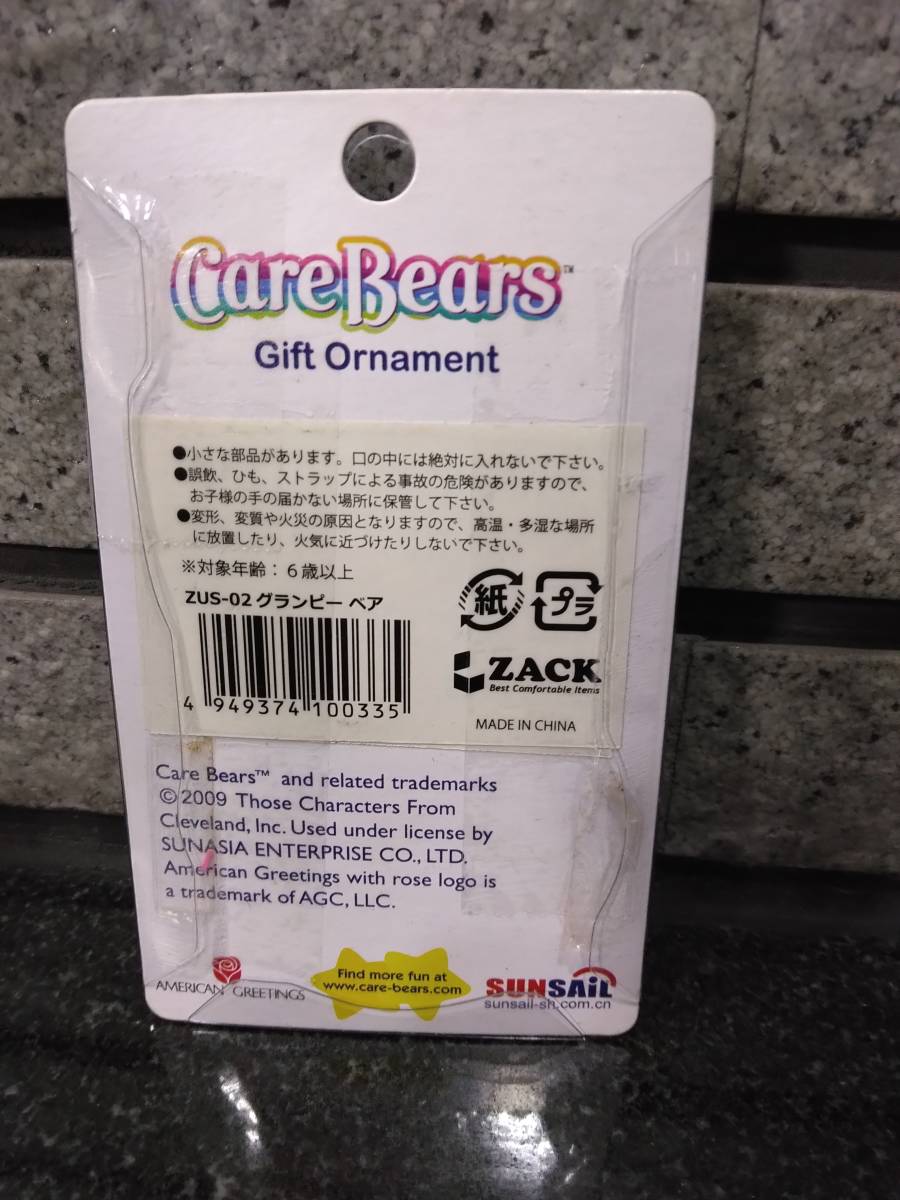 Care Bears™
Gift Ornament
●小さな部品があります。口の中には絶対に入れないで下さい。
●誤飲、ひも、ストラップによる事故の危険がありますので、
お子様の手の届かない場所に保管して下さい。
●変形、変質や火災の原因となりますので、高温・多湿な場所
に放置したり、火気に近づけたりしないで下さい。
※対象年齢：６歳以上
ZUS-02 グランピー ベア
紙 プラ
4 949374 100335
ZACK
Best Comfortable Items
MADE IN CHINA
Care Bears™ and related trademarks
© 2009 Those Characters From
Cleveland, Inc. Used under license by
SUNASIA ENTERPRISE CO., LTD.
American Greetings with rose logo is
a trademark of AGC, LLC.
AMERICAN GREETINGS
Find more fun at
www.care-bears.com
SUNSAIL
sunsail-sh.com.cn